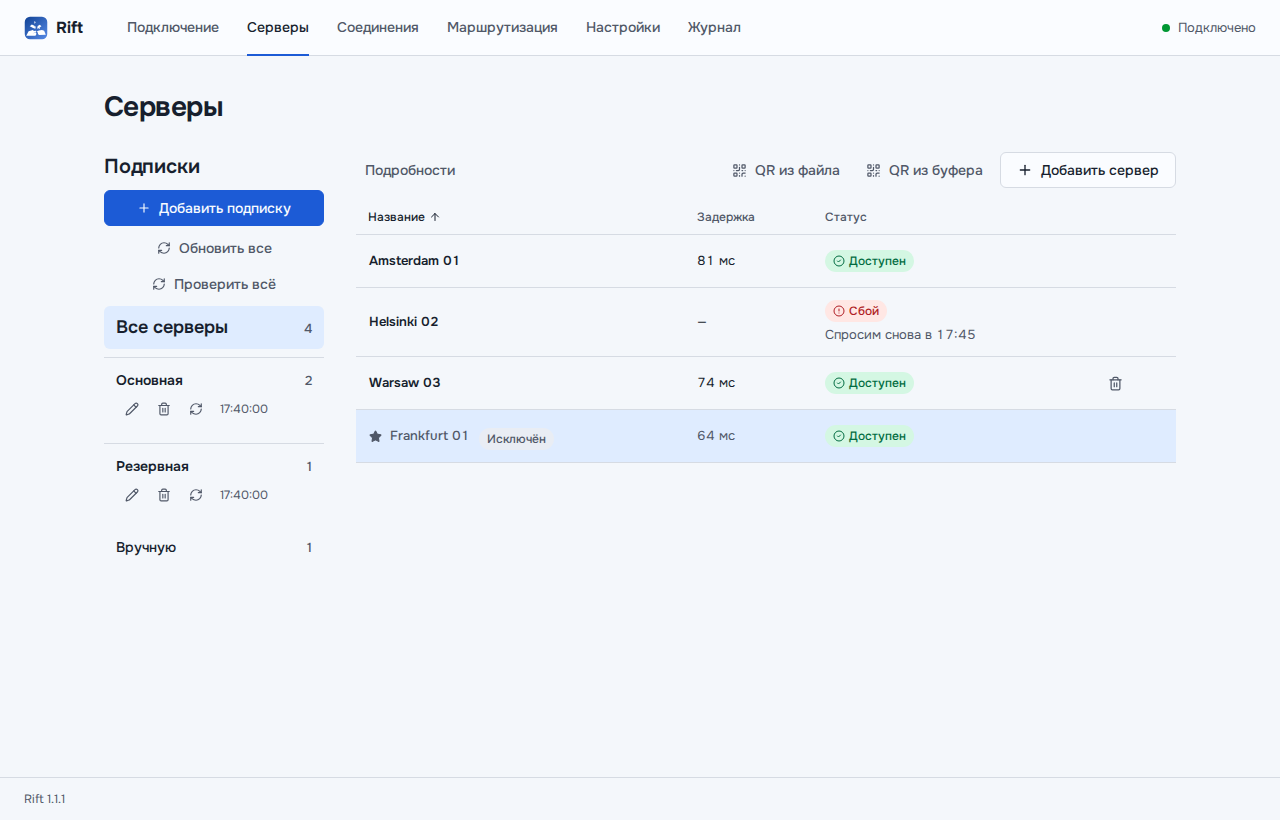 Rift
Подключение
Серверы
Соединения
Маршрутизация
Настройки
Журнал
Подключено
Серверы
Подписки
Добавить подписку
Обновить все
Проверить всё
Все серверы 4
Основная 2
17:40:00
Резервная 1
17:40:00
Вручную 1
Подробности
QR из файла
QR из буфера
Добавить сервер
Название Задержка Статус
Amsterdam 01 81 мс Доступен
Helsinki 02 – Сбой
Спросим снова в 17:45
Warsaw 03 74 мс Доступен
Frankfurt 01 Исключён 64 мс Доступен
Rift 1.1.1